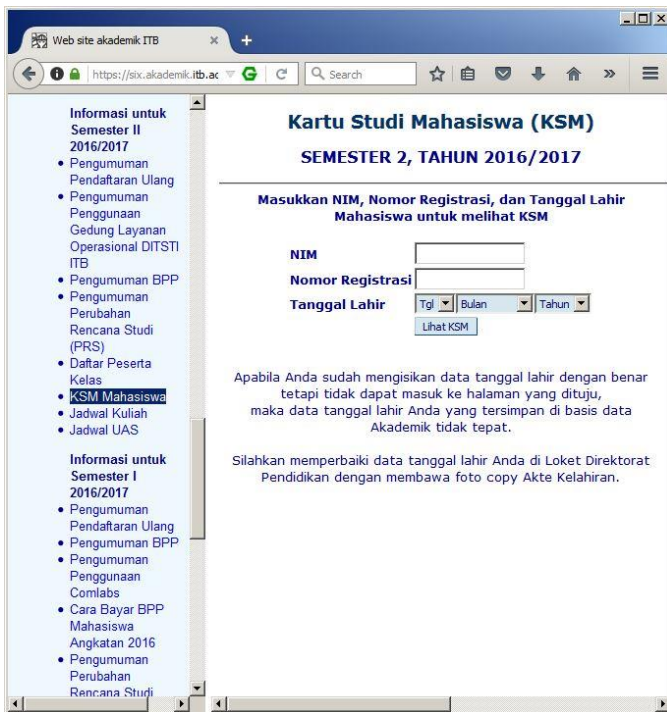 Web site akademik ITB
https://six.akademik.itb.ac
Search
Informasi untuk
Semester II
2016/2017
Pengumuman
Pendaftaran Ulang
Pengumuman
Penggunaan
Gedung Layanan
Operasional DITSTI
ITB
Pengumuman BPP
Pengumuman
Perubahan
Rencana Studi
(PRS)
Daftar Peserta
Kelas
KSM Mahasiswa
Jadwal Kuliah
Jadwal UAS
Informasi untuk
Semester I
2016/2017
Pengumuman
Pendaftaran Ulang
Pengumuman BPP
Pengumuman
Penggunaan
Comlabs
Cara Bayar BPP
Mahasiswa
Angkatan 2016
Pengumuman
Perubahan
Rencana Studi
Kartu Studi Mahasiswa (KSM)
SEMESTER 2, TAHUN 2016/2017
Masukkan NIM, Nomor Registrasi, dan Tanggal Lahir
Mahasiswa untuk melihat KSM
NIM
Nomor Registrasi
Tanggal Lahir Tgl Bulan Tahun
Lihat KSM
Apabila Anda sudah mengisikan data tanggal lahir dengan benar
tetapi tidak dapat masuk ke halaman yang dituju,
maka data tanggal lahir Anda yang tersimpan di basis data
Akademik tidak tepat.
Silahkan memperbaiki data tanggal lahir Anda di Loket Direktorat
Pendidikan dengan membawa foto copy Akte Kelahiran.